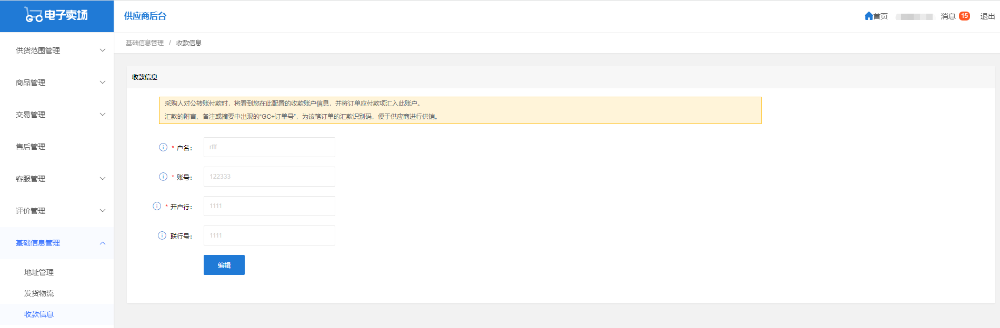 GC电子卖场
供应商后台
首页
消息 15
退出
基础信息管理 / 收款信息
供货范围管理
商品管理
交易管理
售后管理
客服管理
评价管理
基础信息管理
地址管理
发货物流
收款信息
收款信息
采购人对公转账付款时，将看到您在此配置的收款账户信息，并将订单应付款项汇入此账户。
汇款的附言、备注或摘要中出现的“GC+订单号”，为该笔订单的汇款识别码，便于供应商进行供销。
* 户名： rfff
* 账号： 122333
* 开户行： 1111
联行号： 1111
编辑